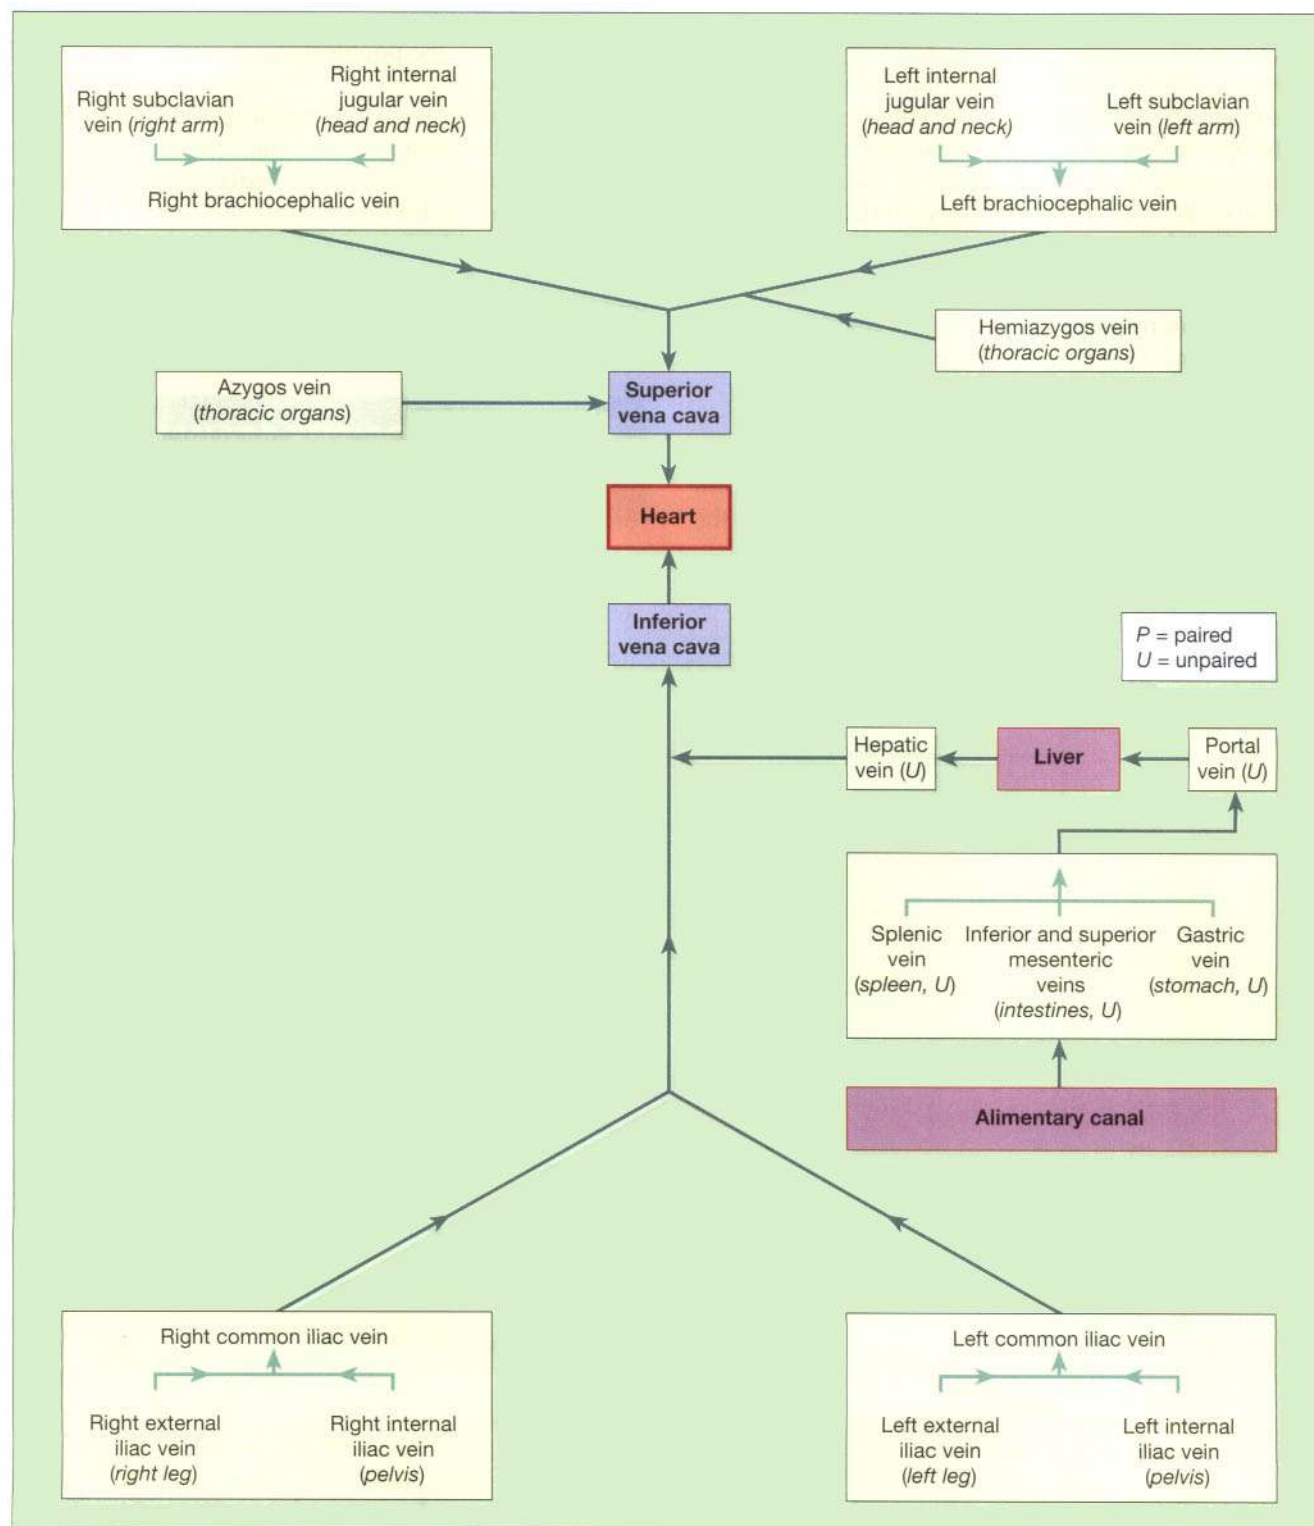 Right subclavian
vein (right arm)
Right internal
jugular vein
(head and neck)
Right brachiocephalic vein
Left internal
jugular vein
(head and neck)
Left subclavian
vein (left arm)
Left brachiocephalic vein
Hemiazygos vein
(thoracic organs)
Azygos vein
(thoracic organs)
Superior
vena cava
Heart
Inferior
vena cava
P = paired
U = unpaired
Hepatic
vein (U)
Liver
Portal
vein (U)
Splenic
vein
(spleen, U)
Inferior and superior
mesenteric
veins
(intestines, U)
Gastric
vein
(stomach, U)
Alimentary canal
Right common iliac vein
Right external
iliac vein
(right leg)
Right internal
iliac vein
(pelvis)
Left common iliac vein
Left external
iliac vein
(left leg)
Left internal
iliac vein
(pelvis)